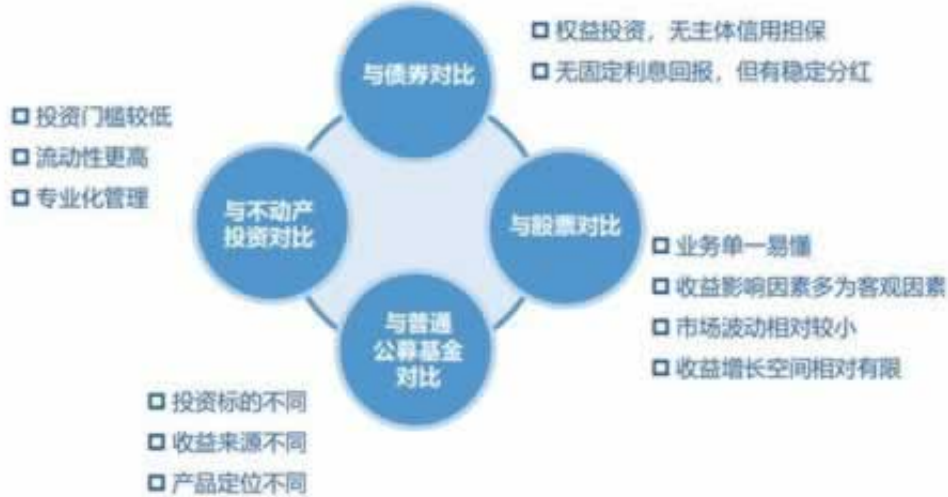 与债券对比
权益投资，无主体信用担保
无固定利息回报，但有稳定分红
与股票对比
业务单一易懂
收益影响因素多为客观因素
市场波动相对较小
收益增长空间相对有限
与普通
公募基金
对比
投资标的不同
收益来源不同
产品定位不同
与不动产
投资对比
投资门槛较低
流动性更高
专业化管理